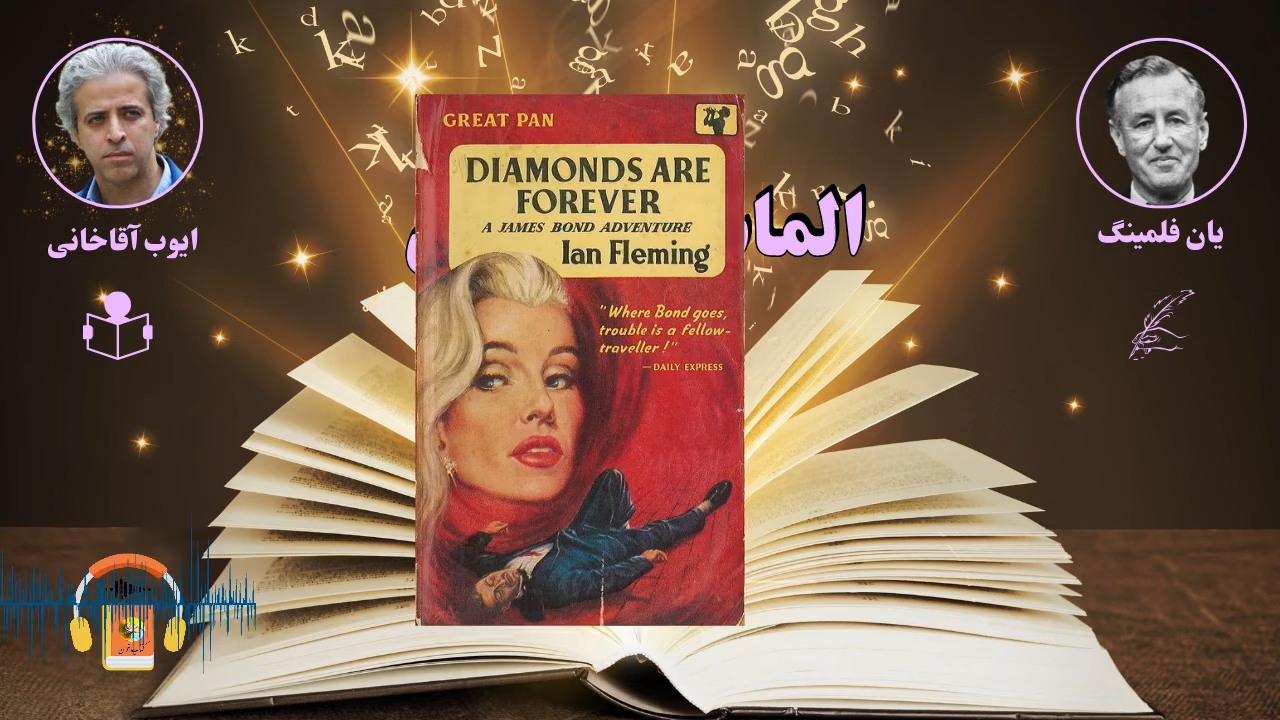 GREAT PAN
DIAMONDS ARE
FOREVER
A JAMES BOND ADVENTURE
Ian Fleming
"Where Bond goes,
trouble is a fellow-
traveller!"
—DAILY EXPRESS
یان فلمینگ
ایوب آقاخانی